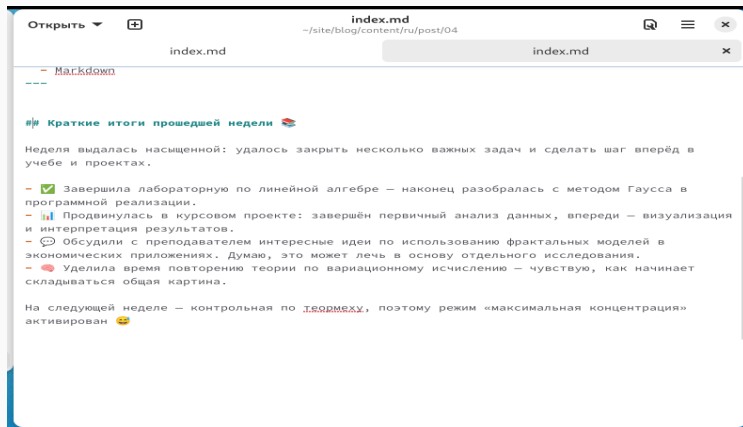 Открыть
index.md
~/site/blog/content/ru/post/04
index.md
index.md
- Markdown
---
## Краткие итоги прошедшей недели 📚
Неделя выдалась насыщенной: удалось закрыть несколько важных задач и сделать шаг вперёд в
учебе и проектах.
- ✅ Завершила лабораторную по линейной алгебре — наконец разобралась с методом Гаусса в
программной реализации.
- 📊 Продвинулась в курсовом проекте: завершён первичный анализ данных, впереди — визуализация
и интерпретация результатов.
- 💬 Обсудили с преподавателем интересные идеи по использованию фрактальных моделей в
экономических приложениях. Думаю, это может лечь в основу отдельного исследования.
- 🧠 Уделила время повторению теории по вариационному исчислению — чувствую, как начинает
складываться общая картина.
На следующей неделе — контрольная по теормеху, поэтому режим «максимальная концентрация»
активирован 😅